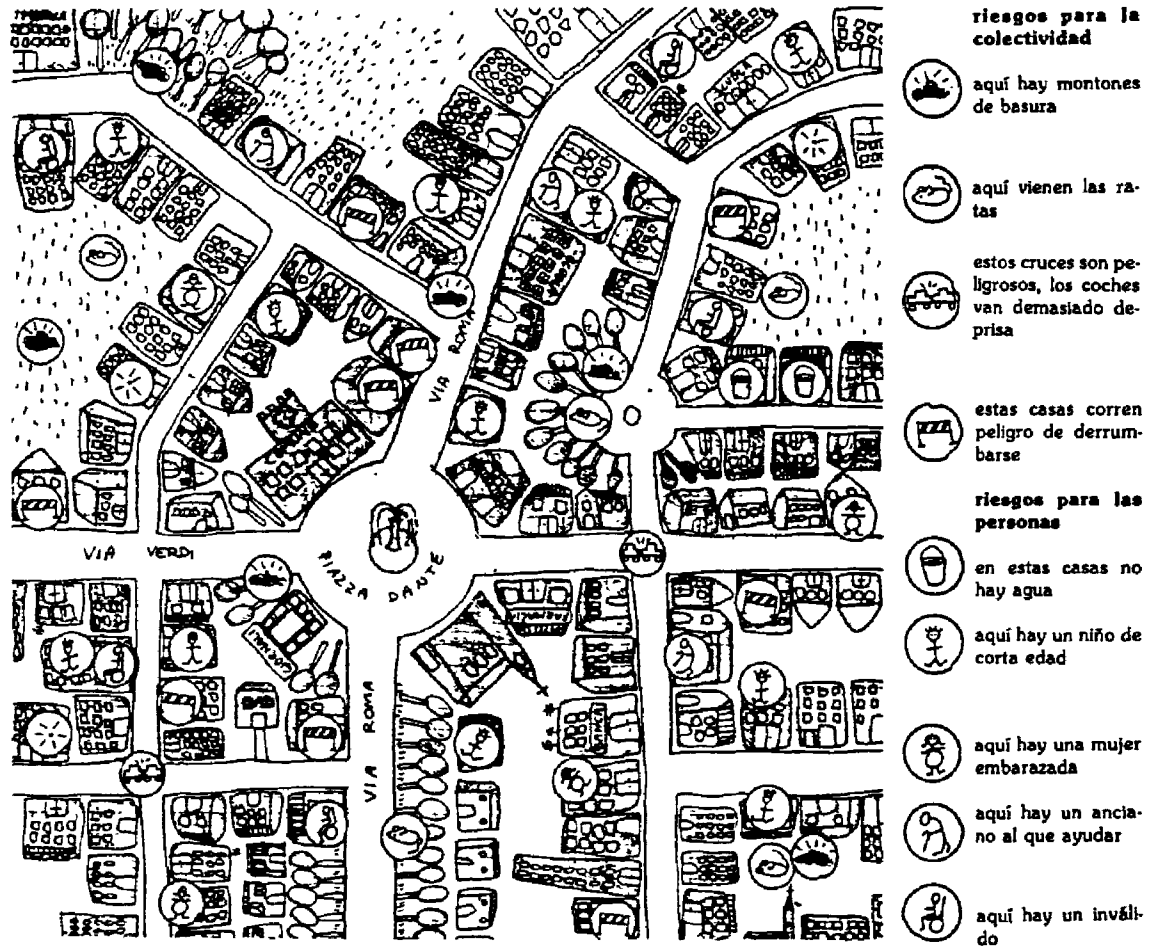 riesgos para la
colectividad
aquí hay montones
de basura
aquí vienen las ra-
tas
estos cruces son pe-
ligrosos, los coches
van demasiado de-
prisa
estas casas corren
peligro de derrum-
barse
riesgos para las
personas
en estas casas no
hay agua
aquí hay un niño de
corta edad
aquí hay una mujer
embarazada
aquí hay un ancia-
no al que ayudar
aquí hay un inváli-
do
VIA ROMA
VIA VERDI
PIAZZA DANTE
VIA ROMA
BANCA